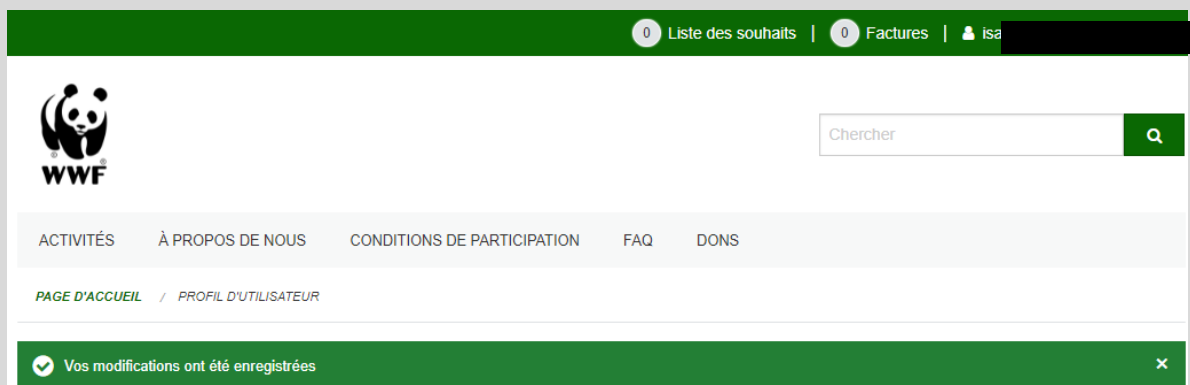 0 Liste des souhaits | 0 Factures | isa
WWF
Chercher
ACTIVITÉS À PROPOS DE NOUS CONDITIONS DE PARTICIPATION FAQ DONS
PAGE D'ACCUEIL / PROFIL D'UTILISATEUR
Vos modifications ont été enregistrées ×